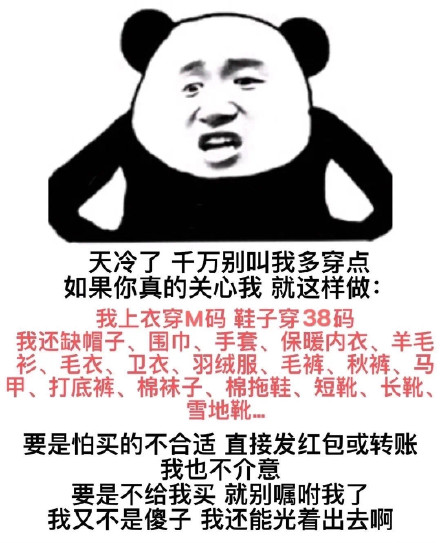 天冷了 千万别叫我多穿点
如果你真的关心我 就这样做：
我上衣穿M码 鞋子穿38码
我还缺帽子、围巾、手套、保暖内衣、羊毛
衫、毛衣、卫衣、羽绒服、毛裤、秋裤、马
甲、打底裤、棉袜子、棉拖鞋、短靴、长靴、
雪地靴...
要是怕买的不合适 直接发红包或转账
我也不介意
要是不给我买 就别嘱咐我了
我又不是傻子 我还能光着出去啊